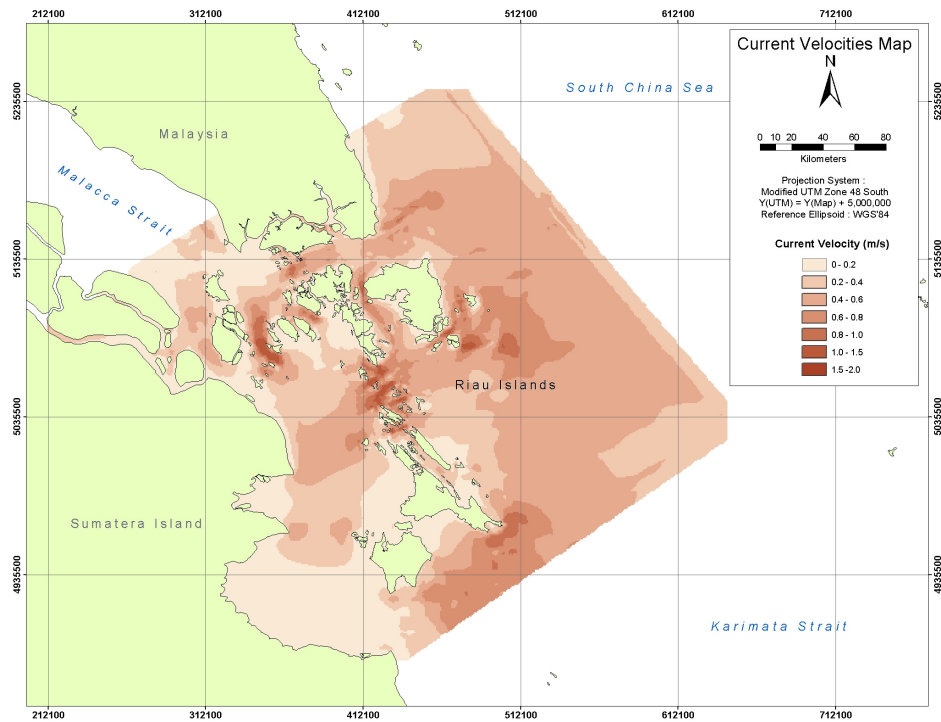 212100 312100 412100 512100 612100 712100
Current Velocities Map
N
0 10 20 40 60 80
Kilometers
Projection System :
Modified UTM Zone 48 South
Y(UTM) = Y(Map) + 5,000,000
Reference Ellipsoid : WGS'84
Current Velocity (m/s)
0 - 0.2
0.2 - 0.4
0.4 - 0.6
0.6 - 0.8
0.8 - 1.0
1.0 - 1.5
1.5 -2.0
South China Sea
Malaysia
Malacca Strait
Riau Islands
Sumatera Island
Karimata Strait
5235500
5135500
5035500
4935500
5235500
5135500
5035500
4935500
212100 312100 412100 512100 612100 712100